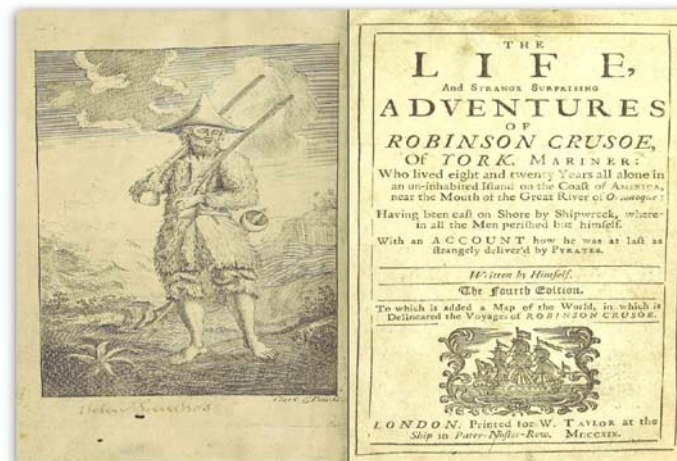 Clark & Pine Sc.
THE
LIFE,
And STRANGE SURPRISING
ADVENTURES
OF
ROBINSON CRUSOE,
Of YORK, MARINER:
Who lived eight and twenty Years all alone in
an un-inhabited Iſland on the Coaſt of AMERICA,
near the Mouth of the Great River of Oroonoque;
Having been caſt on Shore by Shipwreck, where-
in all the Men periſhed but himſelf.
With an ACCOUNT how he was at laſt as
ſtrangely deliver'd by PYRATES.
Written by Himſelf.
The Fourth Edition.
To which is added a Map of the World, in which is
Delineated the Voyages of ROBINSON CRUSOE.
LONDON, Printed for W. TAYLOR at the
Ship in Pater-Noſter-Row. MDCCXIX.